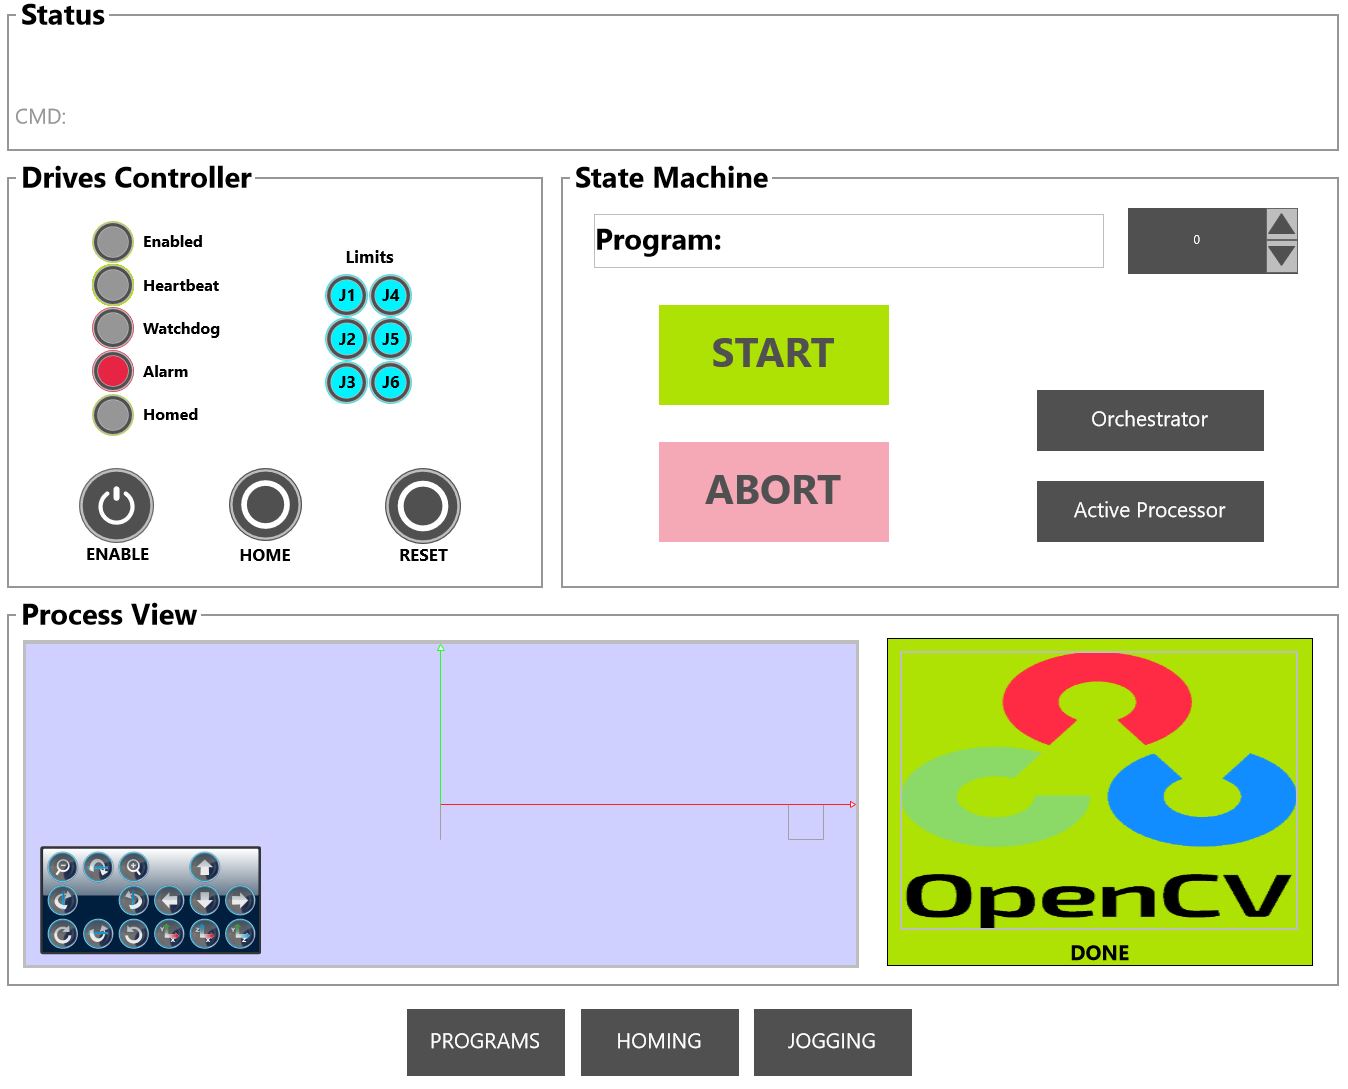 Status
CMD:
Drives Controller
Enabled
Heartbeat
Watchdog
Alarm
Homed
Limits
J1 J4
J2 J5
J3 J6
ENABLE HOME RESET
State Machine
Program:
0
START
ABORT
Orchestrator
Active Processor
Process View
Y X
Z X
Y Z
OpenCV
DONE
PROGRAMS HOMING JOGGING